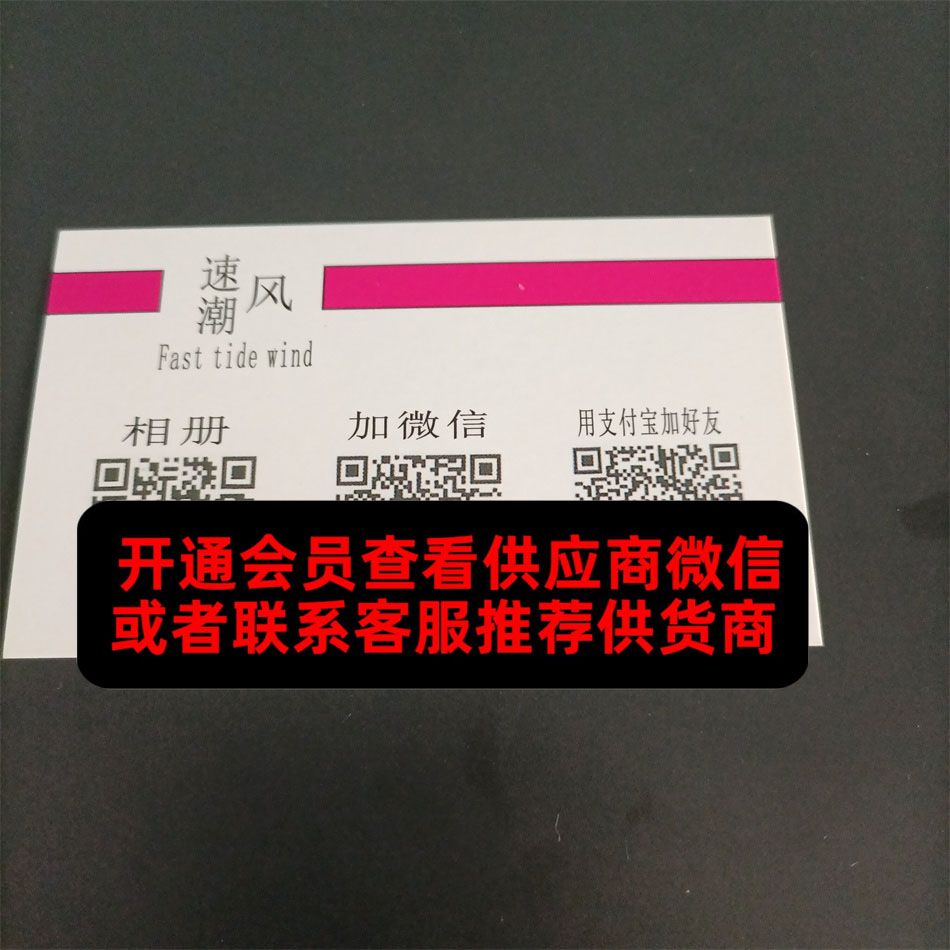 速
潮风
Fast tide wind
相册
加微信
用支付宝加好友
开通会员查看供应商微信
或者联系客服推荐供货商